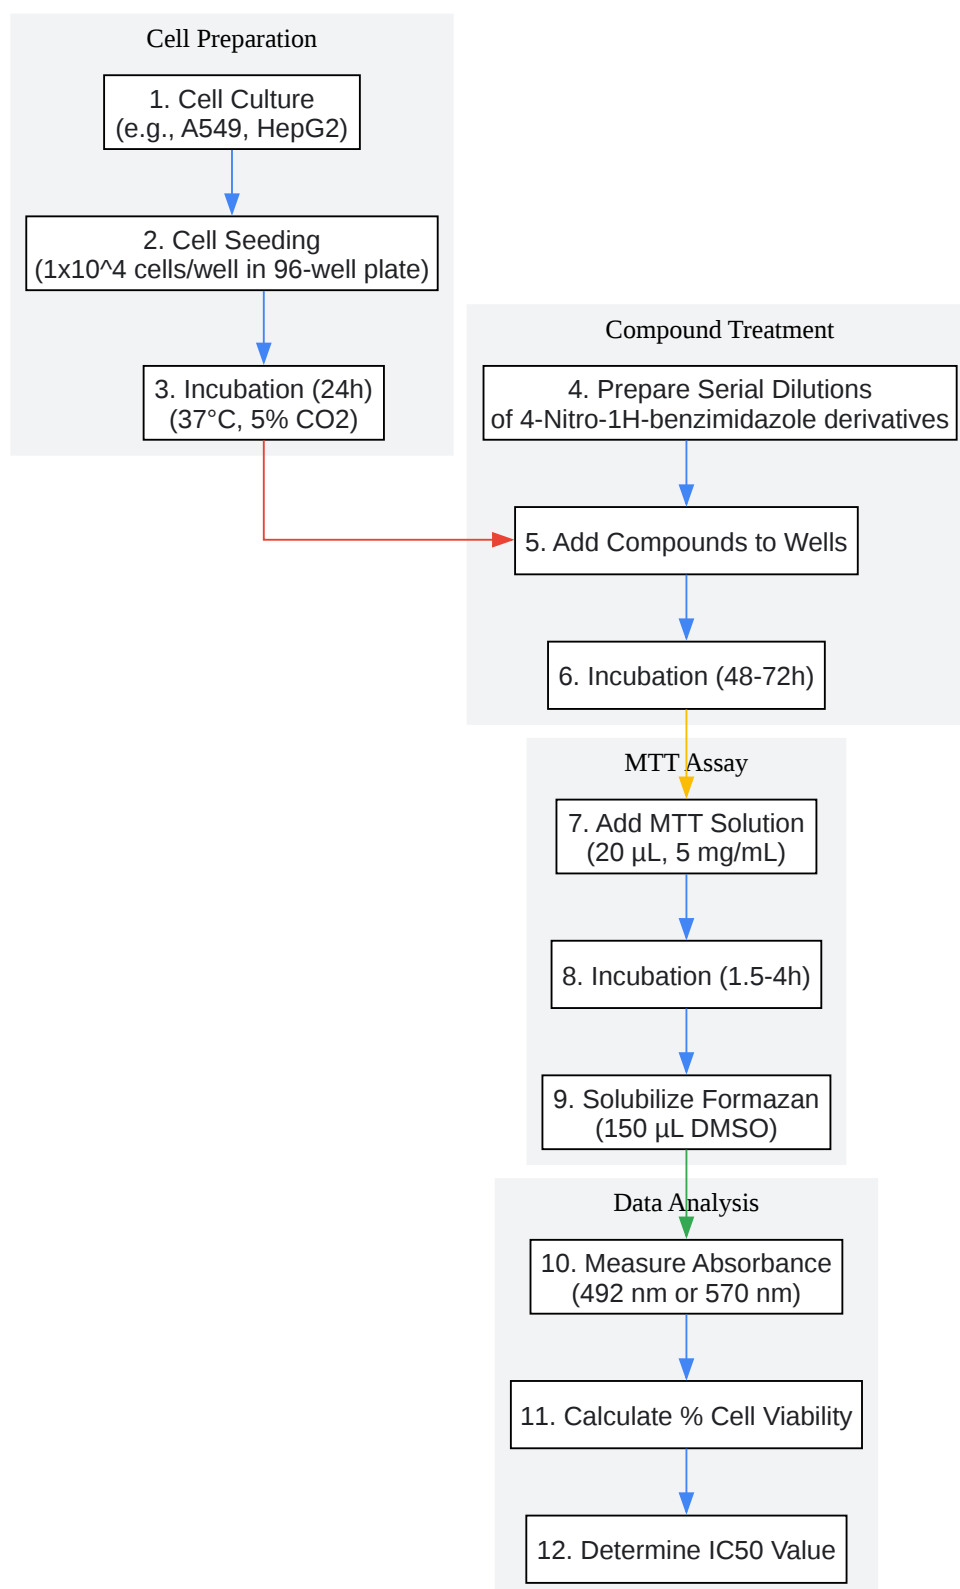 Cell Preparation
1. Cell Culture
(e.g., A549, HepG2)
2. Cell Seeding
(1x10^4 cells/well in 96-well plate)
3. Incubation (24h)
(37°C, 5% CO2)
Compound Treatment
4. Prepare Serial Dilutions
of 4-Nitro-1H-benzimidazole derivatives
5. Add Compounds to Wells
6. Incubation (48-72h)
MTT Assay
7. Add MTT Solution
(20 µL, 5 mg/mL)
8. Incubation (1.5-4h)
9. Solubilize Formazan
(150 µL DMSO)
Data Analysis
10. Measure Absorbance
(492 nm or 570 nm)
11. Calculate % Cell Viability
12. Determine IC50 Value